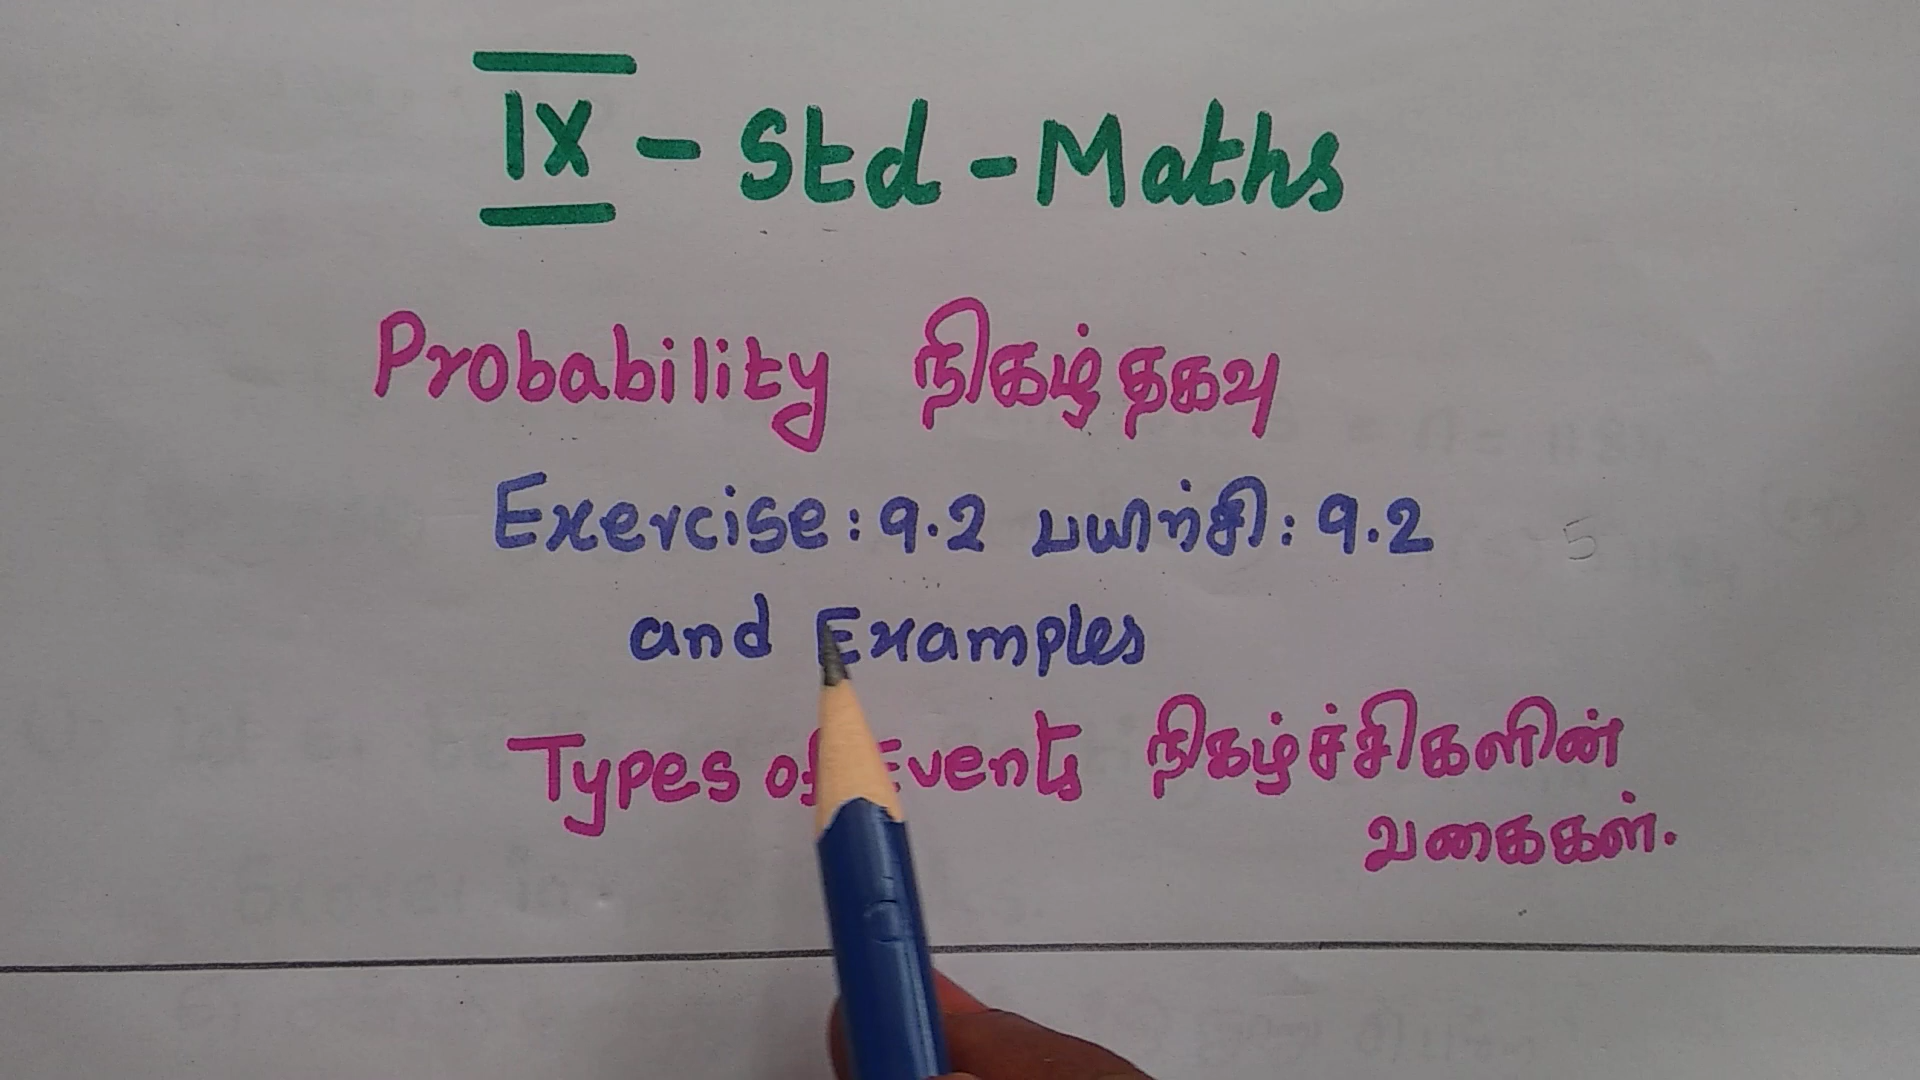 IX - Std - Maths
Probability நிகழ்தகவு
Exercise: 9.2 பயிற்சி: 9.2
and Examples
Types of Events நிகழ்ச்சிகளின்
வகைகள்.
5